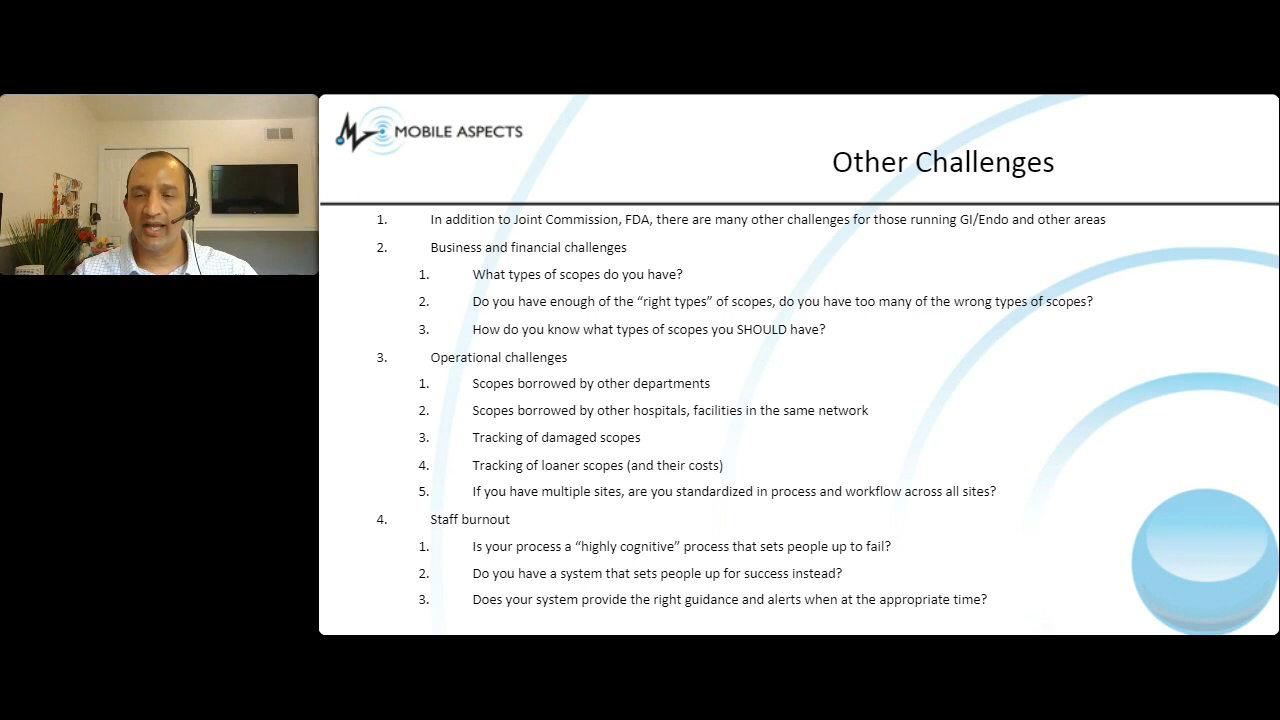 MOBILE ASPECTS
Other Challenges
1. In addition to Joint Commission, FDA, there are many other challenges for those running GI/Endo and other areas
2. Business and financial challenges
1. What types of scopes do you have?
2. Do you have enough of the “right types” of scopes, do you have too many of the wrong types of scopes?
3. How do you know what types of scopes you SHOULD have?
3. Operational challenges
1. Scopes borrowed by other departments
2. Scopes borrowed by other hospitals, facilities in the same network
3. Tracking of damaged scopes
4. Tracking of loaner scopes (and their costs)
5. If you have multiple sites, are you standardized in process and workflow across all sites?
4. Staff burnout
1. Is your process a “highly cognitive” process that sets people up to fail?
2. Do you have a system that sets people up for success instead?
3. Does your system provide the right guidance and alerts when at the appropriate time?